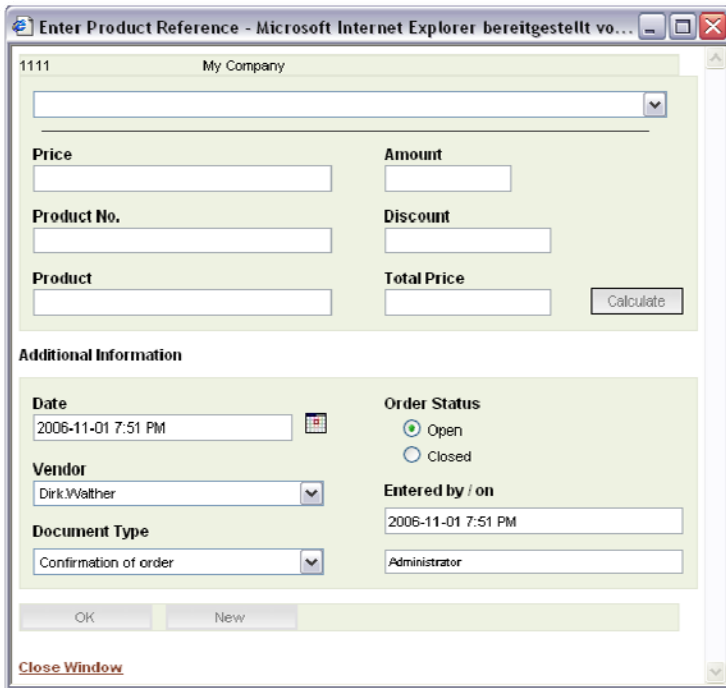 Enter Product Reference - Microsoft Internet Explorer bereitgestellt vo...
1111 My Company
Price Amount
Product No. Discount
Product Total Price
Calculate
Additional Information
Date Order Status
2006-11-01 7:51 PM Open
Closed
Vendor
Dirk.Walther Entered by / on
2006-11-01 7:51 PM
Document Type
Confirmation of order Administrator
OK New
Close Window